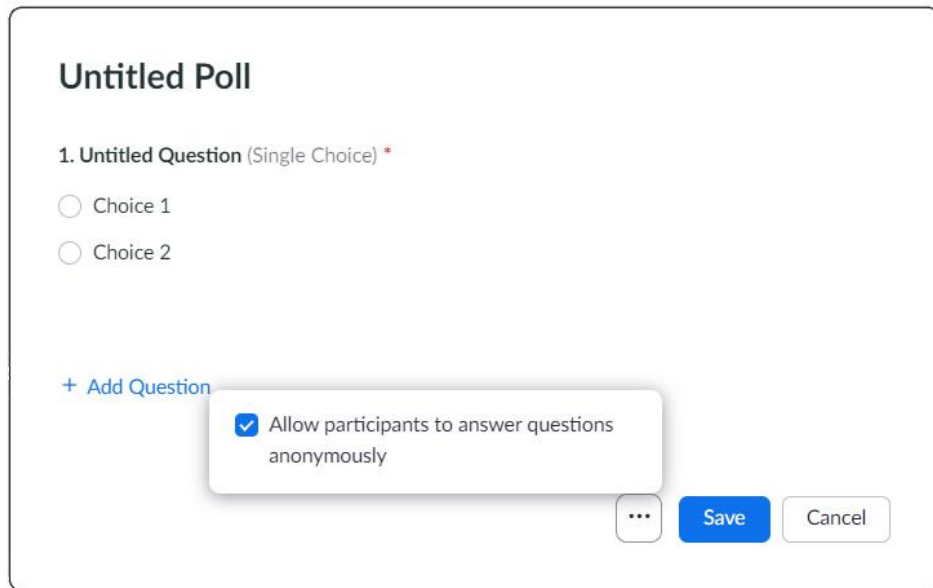 Untitled Poll
1. Untitled Question (Single Choice) *
Choice 1
Choice 2
+ Add Question
Allow participants to answer questions
anonymously
... Save Cancel